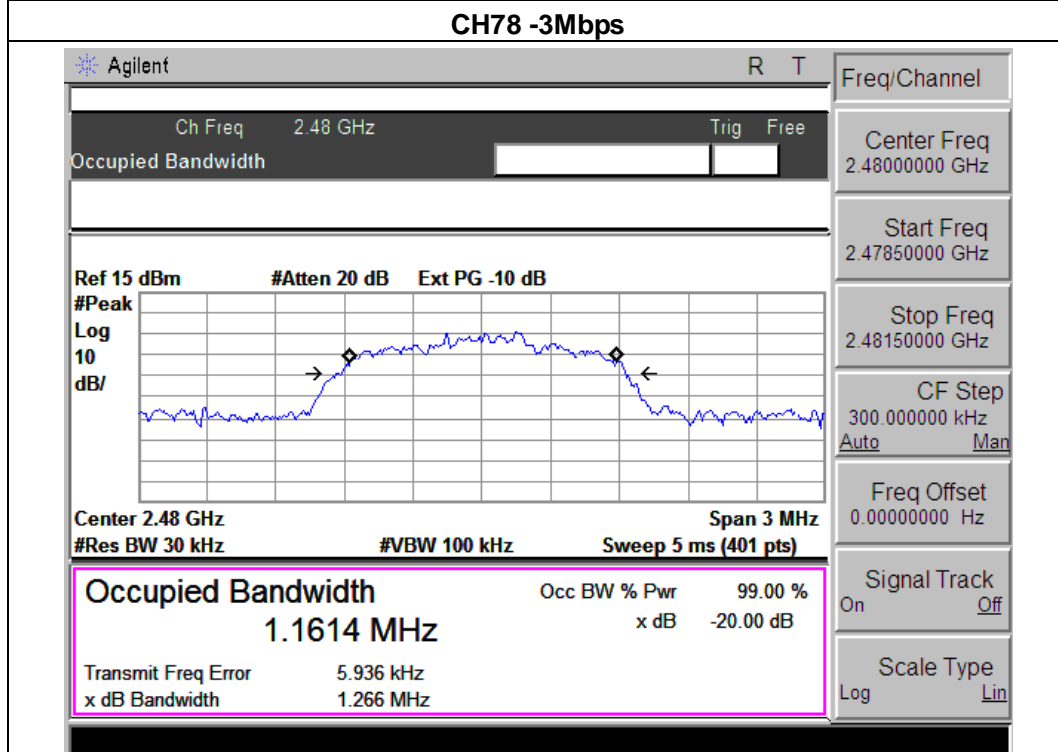 CH78 -3Mbps
Agilent R T
Freq/Channel
Ch Freq 2.48 GHz Trig Free
Occupied Bandwidth
Center Freq
2.48000000 GHz
Start Freq
2.47850000 GHz
Ref 15 dBm #Atten 20 dB Ext PG -10 dB
#Peak
Log
10
dB/
Stop Freq
2.48150000 GHz
CF Step
300.000000 kHz
Auto Man
Freq Offset
0.00000000 Hz
Center 2.48 GHz Span 3 MHz
#Res BW 30 kHz #VBW 100 kHz Sweep 5 ms (401 pts)
Occupied Bandwidth Occ BW % Pwr 99.00 %
1.1614 MHz x dB -20.00 dB
Signal Track
On Off
Transmit Freq Error 5.936 kHz
x dB Bandwidth 1.266 MHz
Scale Type
Log Lin